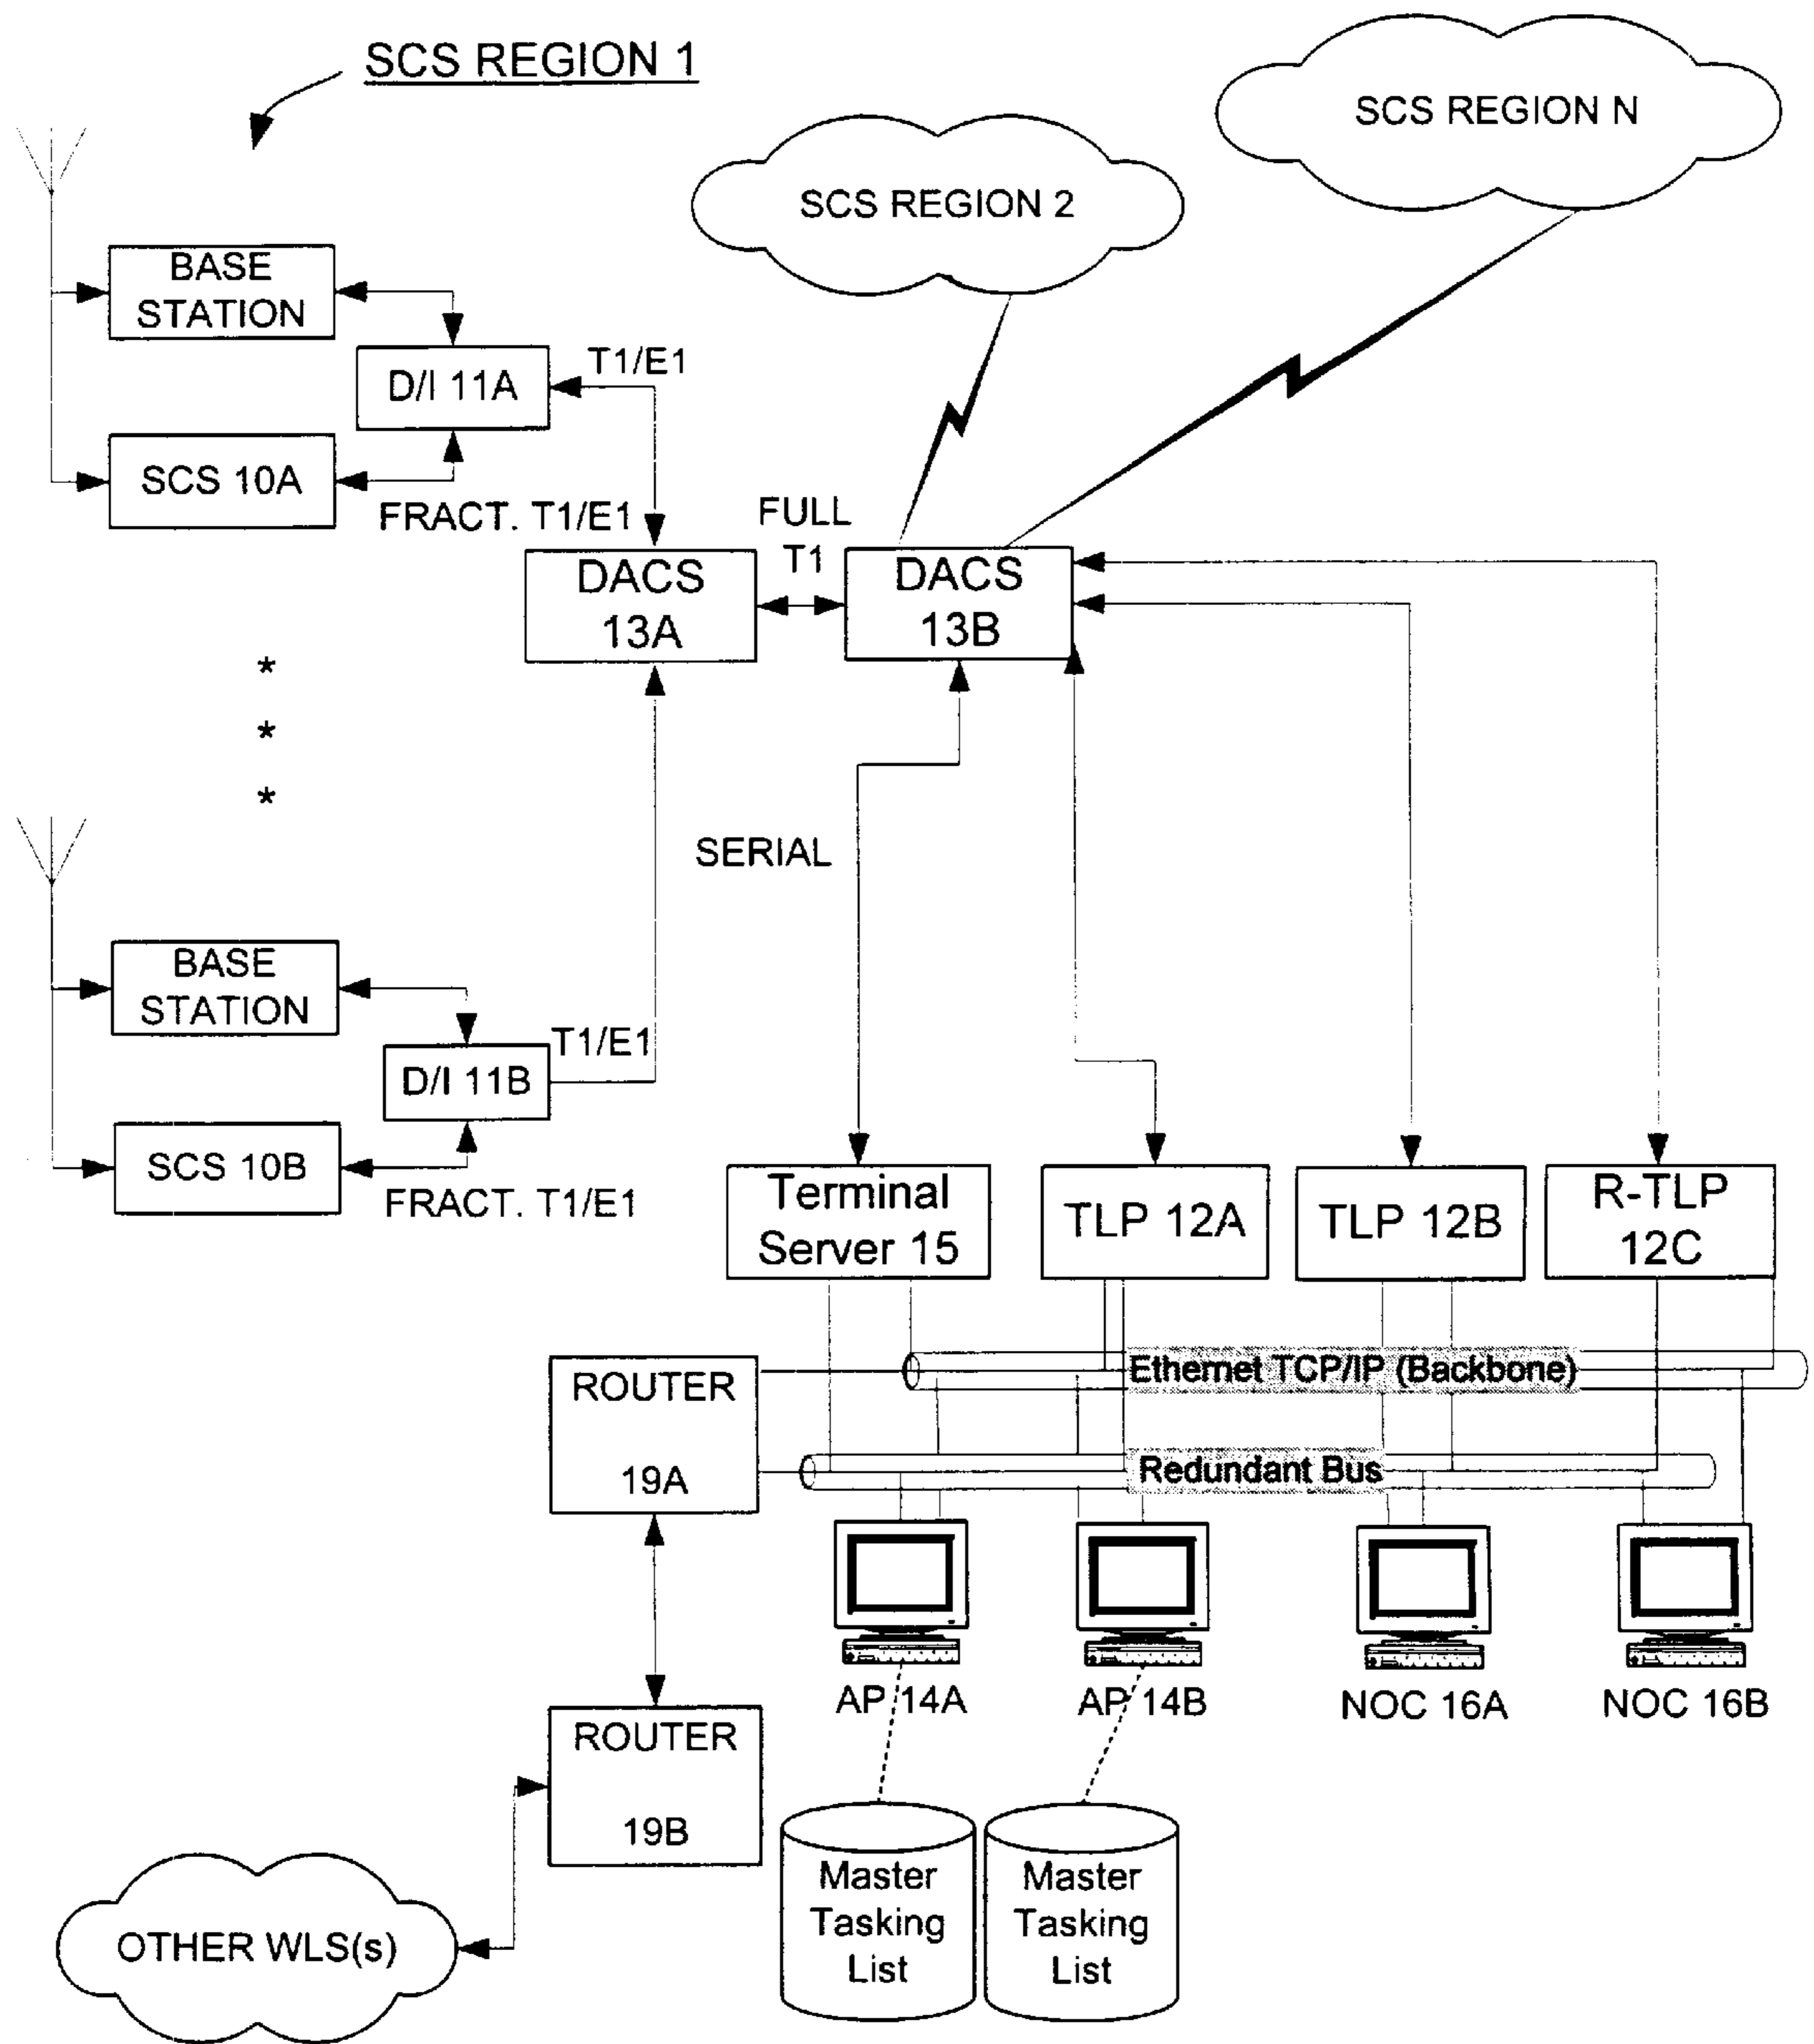 SCS REGION 1
SCS REGION N
SCS REGION 2
BASE
STATION
D/I 11A
T1/E1
SCS 10A
FRACT. T1/E1
FULL
T1
DACS
13A
DACS
13B
*
*
*
SERIAL
BASE
STATION
D/I 11B
T1/E1
SCS 10B
FRACT. T1/E1
Terminal
Server 15
TLP 12A
TLP 12B
R-TLP
12C
ROUTER
19A
Ethernet TCP/IP (Backbone)
Redundant Bus
AP 14A
AP 14B
NOC 16A
NOC 16B
ROUTER
19B
Master
Tasking
List
Master
Tasking
List
OTHER WLS(s)